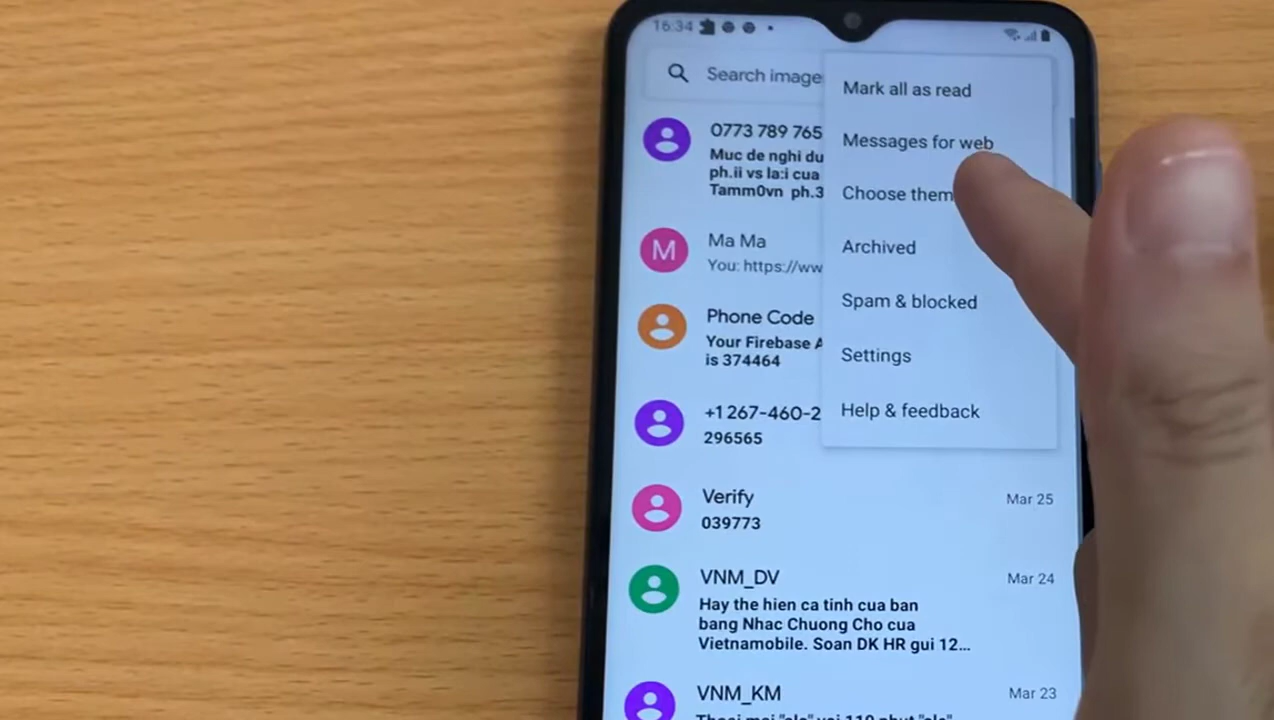 16:34
Search image
Mark all as read
0773 789 765
Messages for web
Muc de nghi du
ph.ii vs la:i cua
Tamm0vn ph.3
Choose them
M
Ma Ma
You: https://ww
Archived
Phone Code
Your Firebase A
is 374464
Spam & blocked
Settings
+1 267-460-2
296565
Help & feedback
Verify
Mar 25
039773
VNM_DV
Mar 24
Hay the hien ca tinh cua ban
bang Nhac Chuong Cho cua
Vietnamobile. Soan DK HR gui 12...
VNM_KM
Mar 23